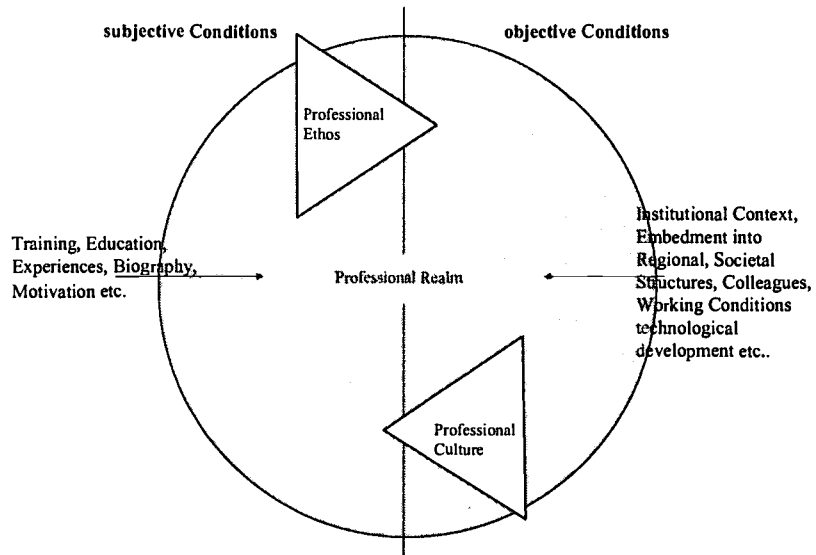 subjective Conditions
objective Conditions
Professional
Ethos
Training, Education,
Experiences, Biography,
Motivation etc.
Professional Realm
Institutional Context,
Embedment into
Regional, Societal
Structures, Colleagues,
Working Conditions
technological
development etc..
Professional
Culture